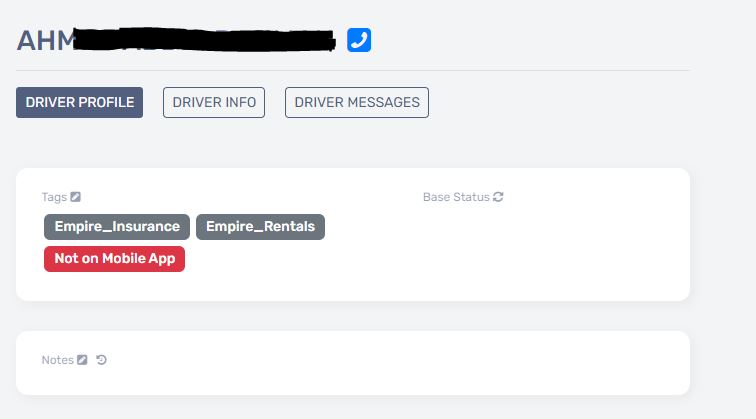 AHM
DRIVER PROFILE DRIVER INFO DRIVER MESSAGES
Tags Base Status
Empire_Insurance Empire_Rentals
Not on Mobile App
Notes